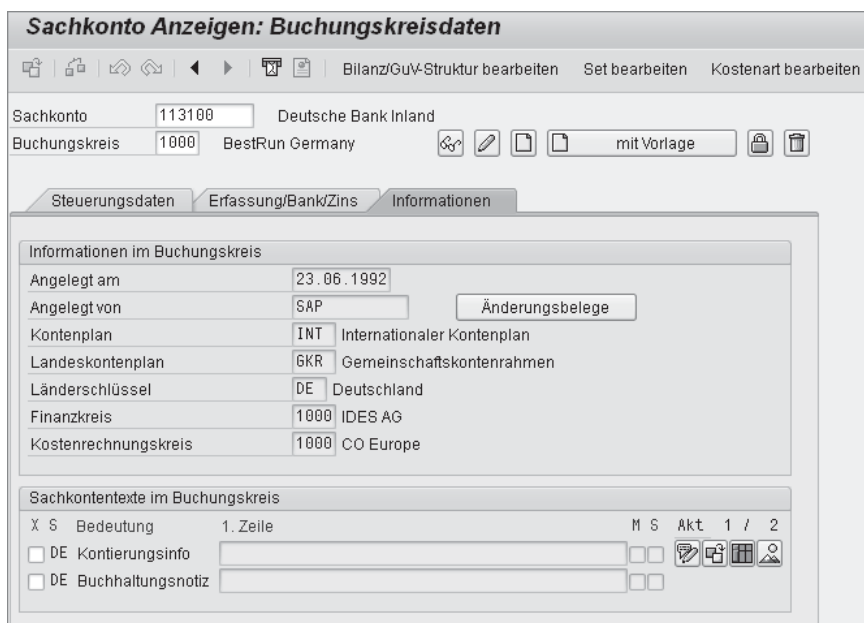 Sachkonto Anzeigen: Buchungskreisdaten
Bilanz/GuV-Struktur bearbeiten Set bearbeiten Kostenart bearbeiten
Sachkonto 113100 Deutsche Bank Inland
Buchungskreis 1000 BestRun Germany mit Vorlage
Steuerungsdaten Erfassung/Bank/Zins Informationen
Informationen im Buchungskreis
Angelegt am 23.06.1992
Angelegt von SAP Änderungsbelege
Kontenplan INT Internationaler Kontenplan
Landeskontenplan GKR Gemeinschaftskontenrahmen
Länderschlüssel DE Deutschland
Finanzkreis 1000 IDES AG
Kostenrechnungskreis 1000 CO Europe
Sachkontentexte im Buchungskreis
X S Bedeutung 1. Zeile M S Akt 1 / 2
DE Kontierungsinfo
DE Buchhaltungsnotiz